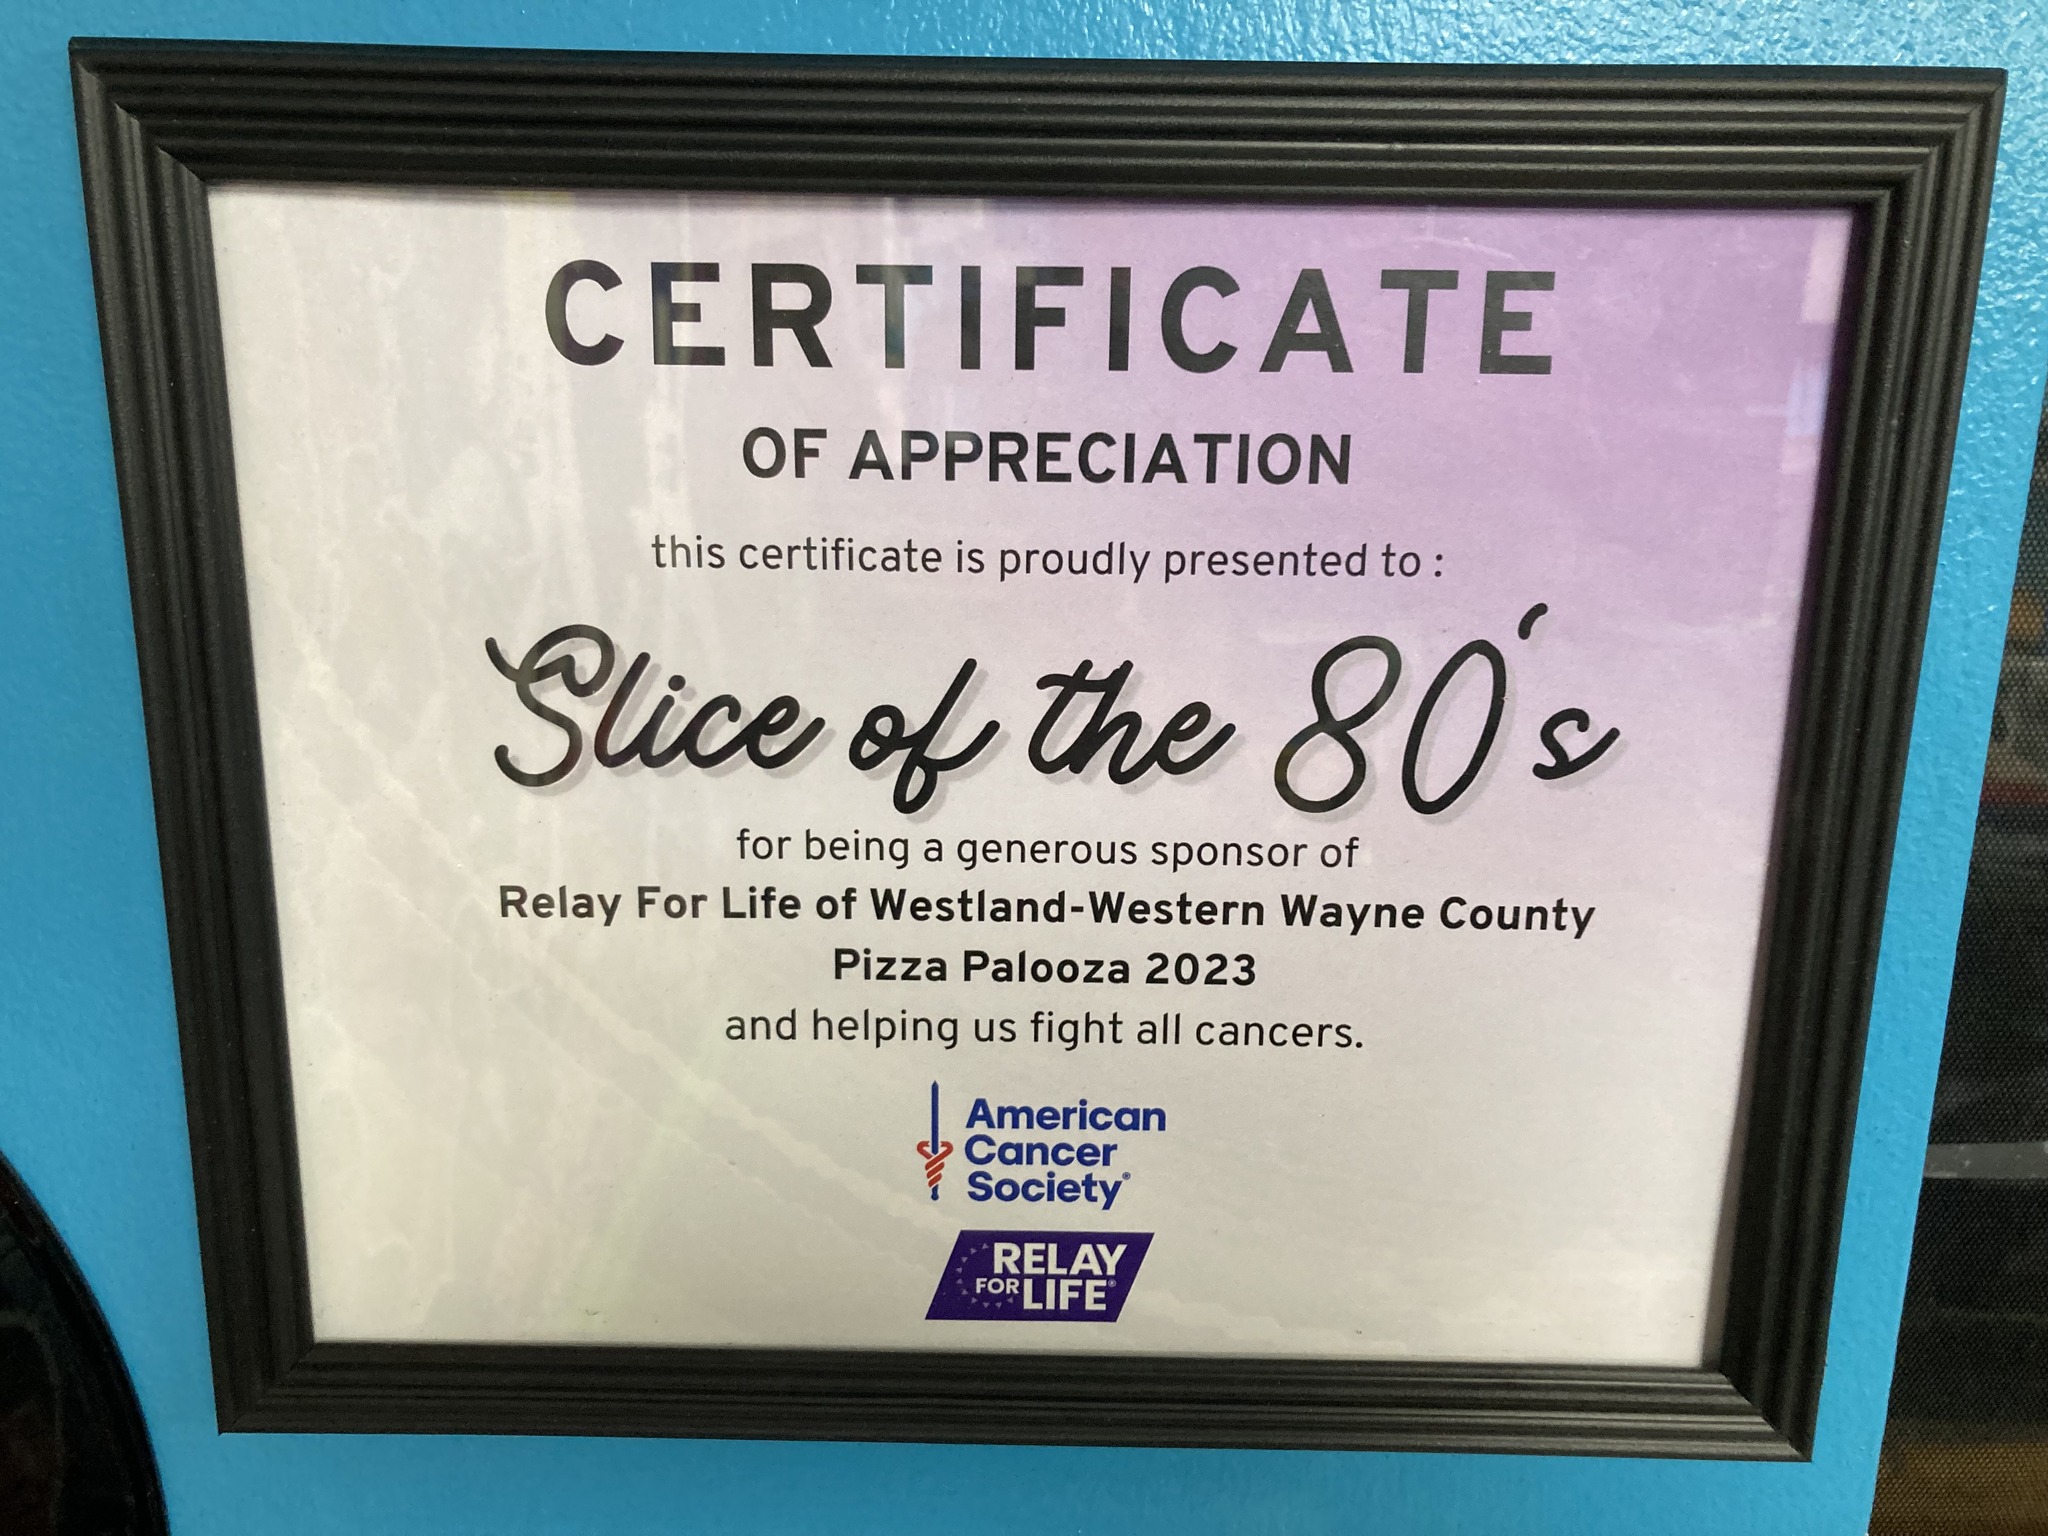 CERTIFICATE
OF APPRECIATION
this certificate is proudly presented to :
Slice of the 80's
for being a generous sponsor of
Relay For Life of Westland-Western Wayne County
Pizza Palooza 2023
and helping us fight all cancers.
American
Cancer
Society®
RELAY
FOR LIFE®